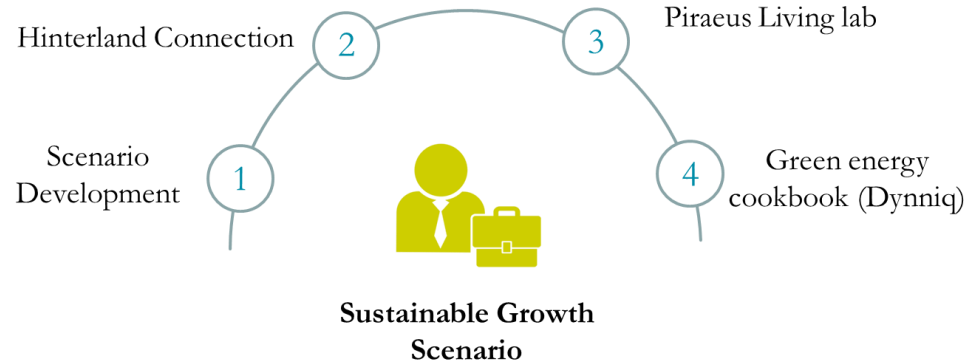 Hinterland Connection
2
3
Piraeus Living lab
Scenario
Development
1
4
Green energy
cookbook (Dynniq)
Sustainable Growth
Scenario